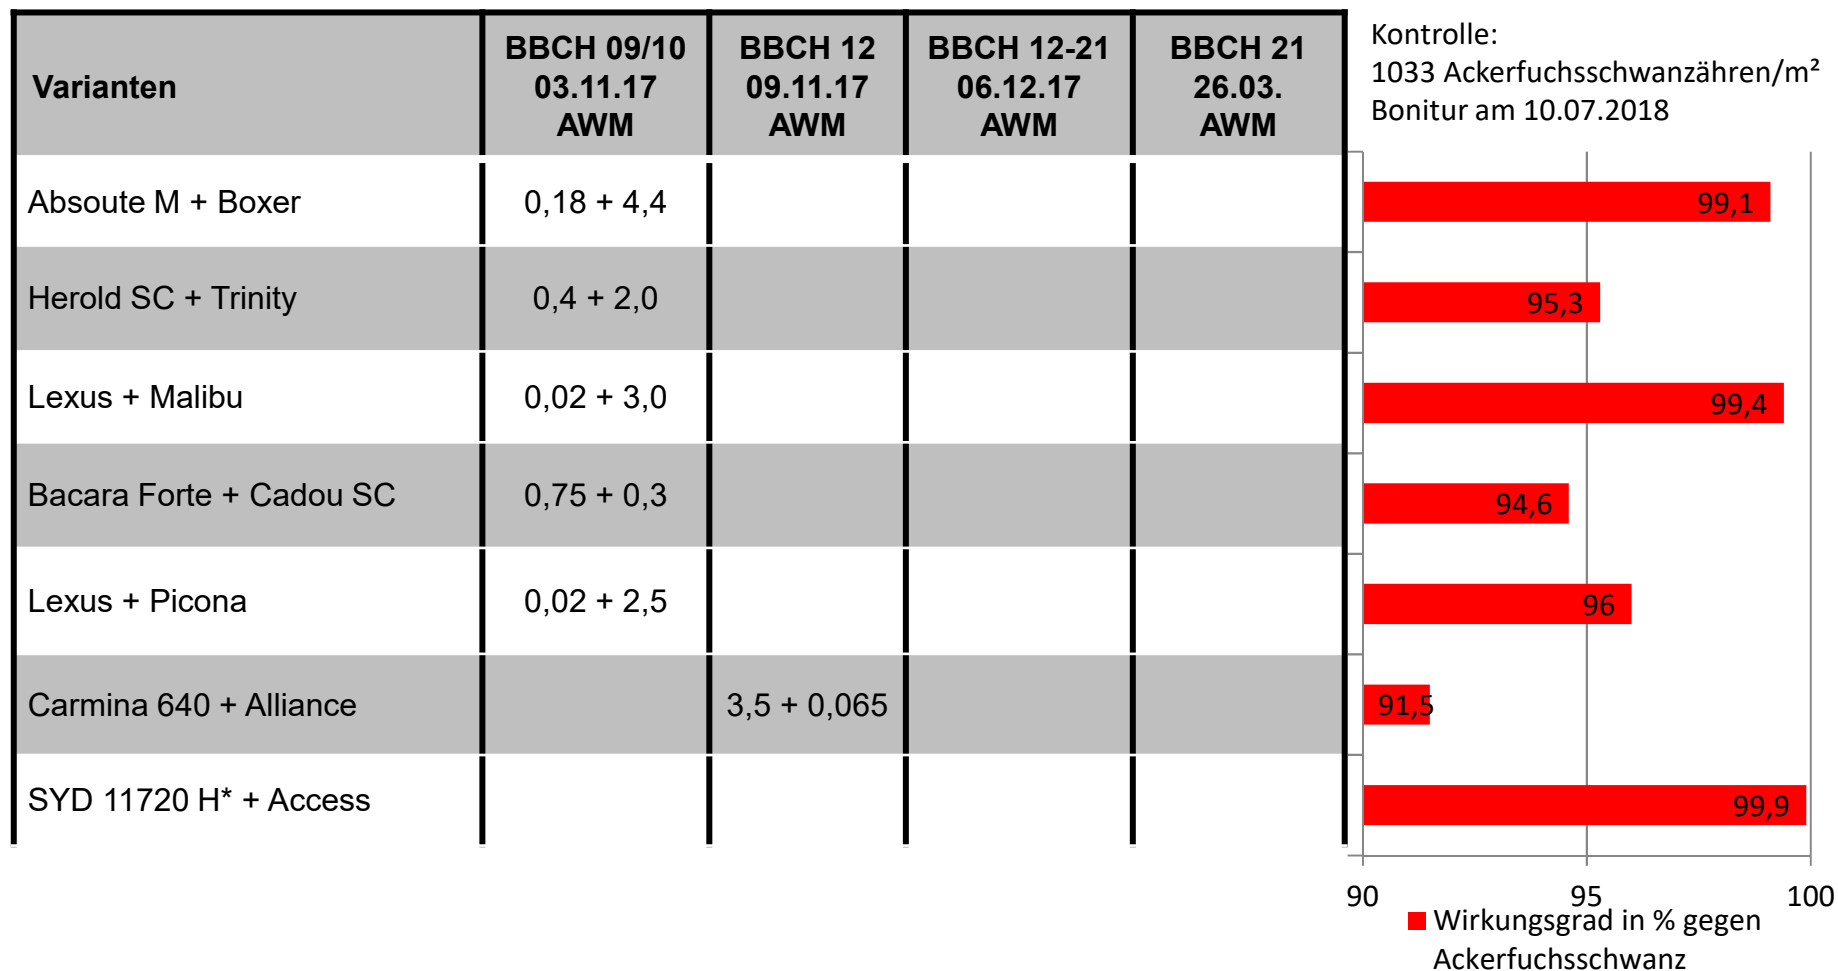 Varianten
BBCH 09/10
03.11.17
AWM
BBCH 12
09.11.17
AWM
BBCH 12-21
06.12.17
AWM
BBCH 21
26.03.
AWM
Kontrolle:
1033 Ackerfuchsschwanzähren/m²
Bonitur am 10.07.2018
Absoute M + Boxer
0,18 + 4,4
99,1
Herold SC + Trinity
0,4 + 2,0
95,3
Lexus + Malibu
0,02 + 3,0
99,4
Bacara Forte + Cadou SC
0,75 + 0,3
94,6
Lexus + Picona
0,02 + 2,5
96
Carmina 640 + Alliance
3,5 + 0,065
91,5
SYD 11720 H* + Access
99,9
90
95
100
Wirkungsgrad in % gegen
Ackerfuchsschwanz